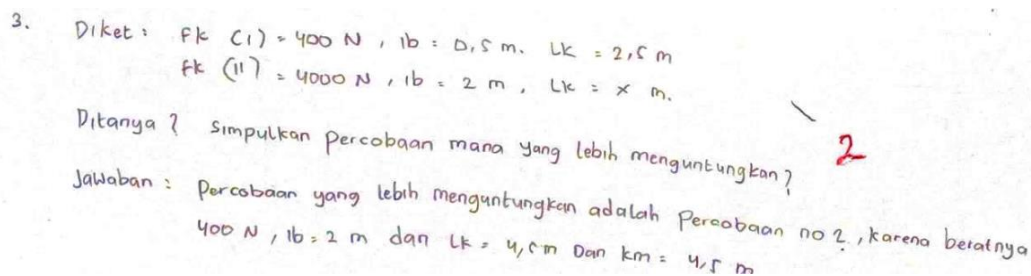 3. Diket : Fk (1) = 400 N , lb = 0,5 m. Lk = 2,5 m
fk (11) = 4000 N , lb = 2 m , Lk = x m.
Ditanya ? Simpulkan Percobaan mana yang lebih menguntungkan ?
2
Jawaban : Percobaan yang lebih menguntungkan adalah Percobaan no 2 , karena beratnya
400 N , lb = 2 m dan Lk = 4,5 m Dan km = 4,5 m